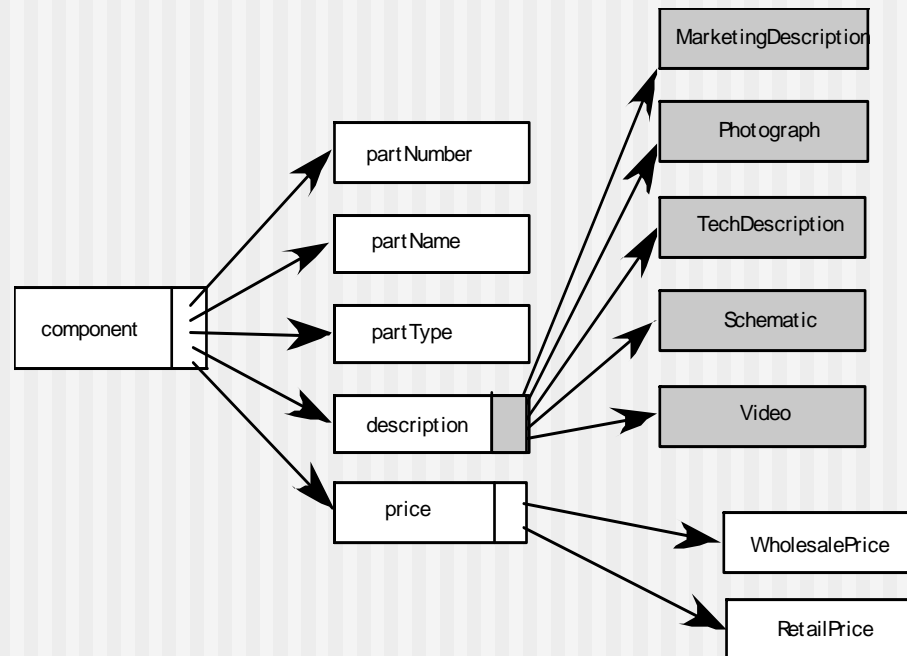 MarketingDescription
Photograph
partNumber
TechDescription
partName
Schematic
component
partType
Video
description
price
WholesalePrice
RetailPrice